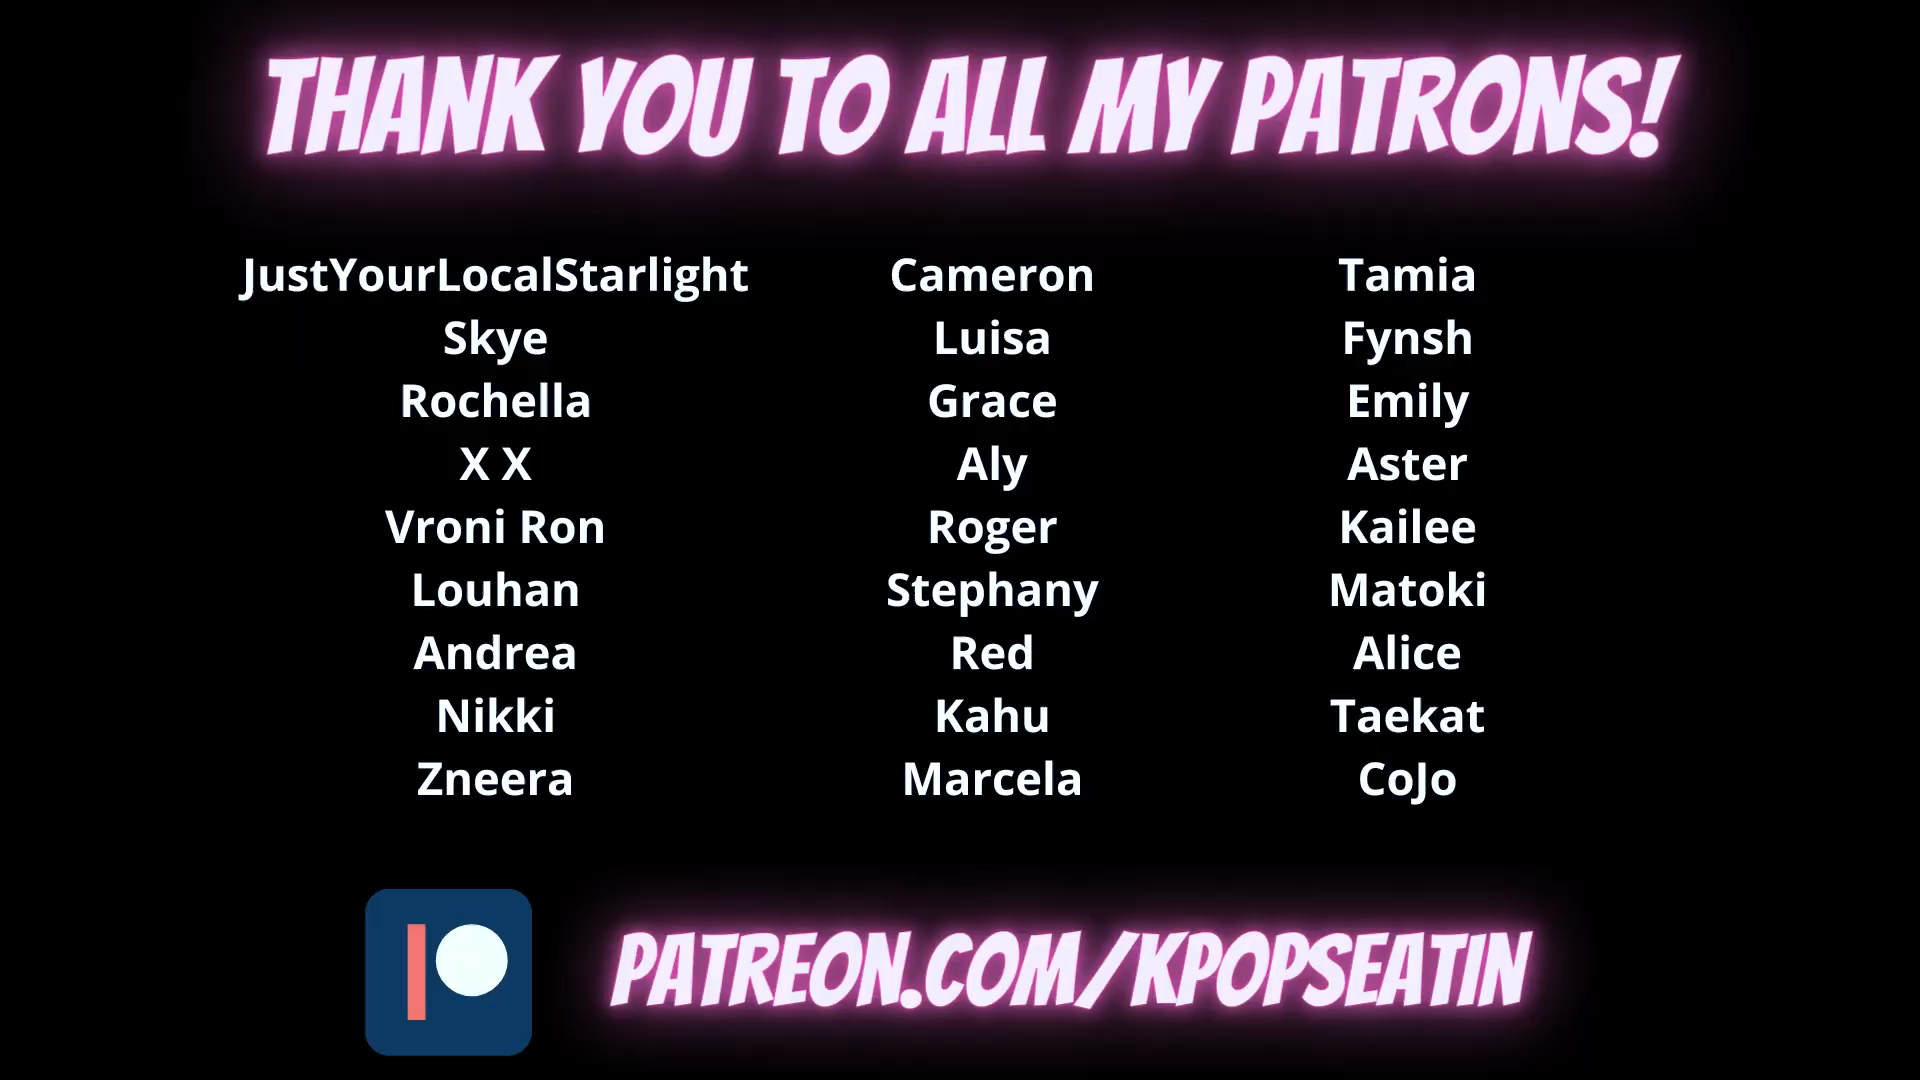 THANK YOU TO ALL MY PATRONS!
JustYourLocalStarlight
Skye
Rochella
X X
Vroni Ron
Louhan
Andrea
Nikki
Zneera
Cameron
Luisa
Grace
Aly
Roger
Stephany
Red
Kahu
Marcela
Tamia
Fynsh
Emily
Aster
Kailee
Matoki
Alice
Taekat
CoJo
PATREON.COM/KPOPSEATIN